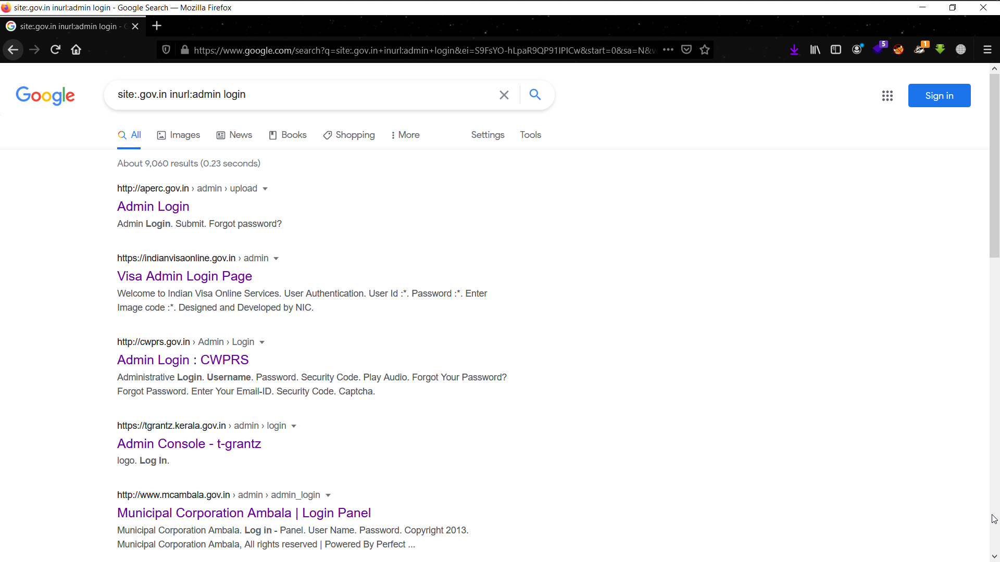 site:.gov.in inurl:admin login - Google Search — Mozilla Firefox
site:.gov.in inurl:admin login -
https://www.google.com/search?q=site:.gov.in+inurl:admin+login&ei=S9FsYO-hLpaR9QP91IPICw&start=0&sa=N&v
5
1
Google
site:.gov.in inurl:admin login
Sign in
All Images News Books Shopping More Settings Tools
About 9,060 results (0.23 seconds)
http://aperc.gov.in › admin › upload
Admin Login
Admin Login. Submit. Forgot password?
https://indianvisaonline.gov.in › admin
Visa Admin Login Page
Welcome to Indian Visa Online Services. User Authentication. User Id :*. Password :*. Enter
Image code :*. Designed and Developed by NIC.
http://cwprs.gov.in › Admin › Login
Admin Login : CWPRS
Administrative Login. Username. Password. Security Code. Play Audio. Forgot Your Password?
Forgot Password. Enter Your Email-ID. Security Code. Captcha.
https://tgrantz.kerala.gov.in › admin › login
Admin Console - t-grantz
logo. Log In.
http://www.mcambala.gov.in › admin › admin_login
Municipal Corporation Ambala | Login Panel
Municipal Corporation Ambala. Log in - Panel. User Name. Password. Copyright 2013.
Municipal Corporation Ambala, All rights reserved | Powered By Perfect ...